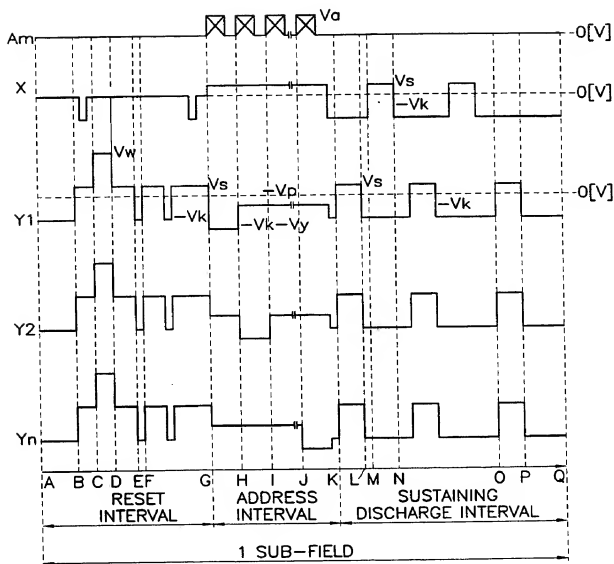 Va
Am
-0[V]
X
Vs
-0[V]
-Vk
Vw
Vs
-Vp
Vs
-0[V]
-Vk
-Vk-Vy
-Vk
Y1
Y2
Yn
A B C D EF G H I J K L M N O P Q
RESET INTERVAL
ADDRESS INTERVAL
SUSTAINING DISCHARGE INTERVAL
1 SUB-FIELD